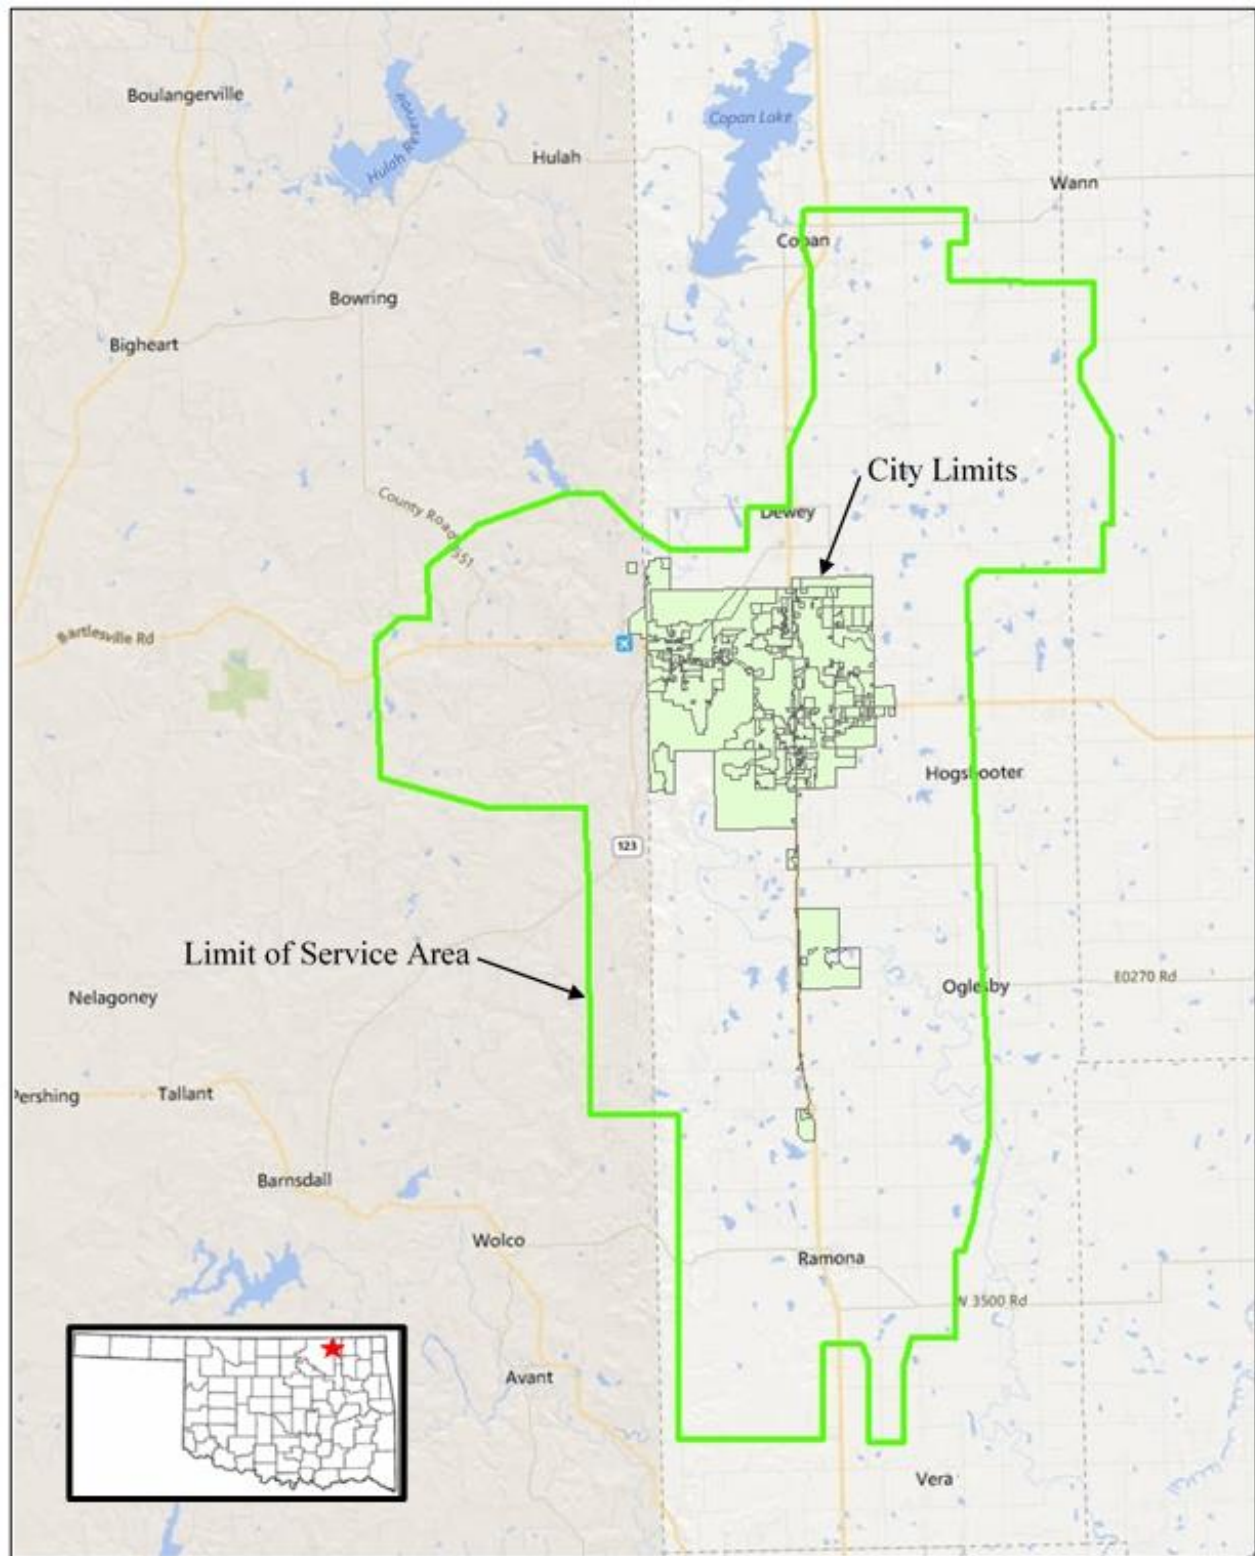 Boulangerville
Hulah Reservoir
Copan Lake
Hulah
Wann
Copan
Bowring
Bigheart
City Limits
County Road 551
Dewey
Bartlesville Rd
Hogshooter
123
Limit of Service Area
Oglesby
E0270 Rd
Nelagoney
Pershing
Tallant
Barnsdall
Wolco
Ramona
W 3500 Rd
Avant
Vera